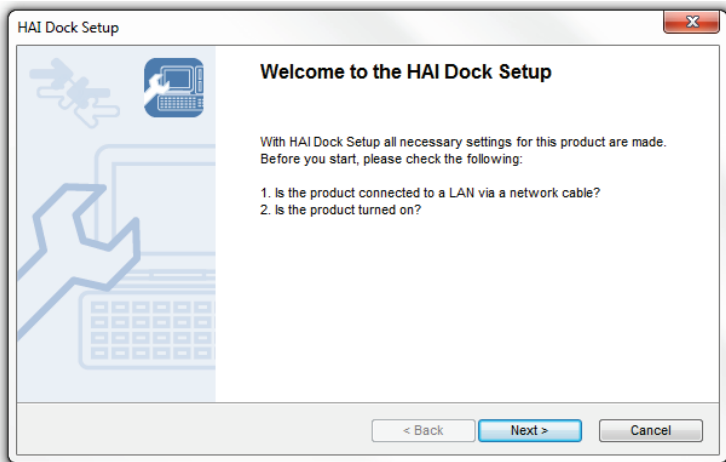 HAI Dock Setup
X
Welcome to the HAI Dock Setup
With HAI Dock Setup all necessary settings for this product are made.
Before you start, please check the following:
1. Is the product connected to a LAN via a network cable?
2. Is the product turned on?
< Back Next > Cancel